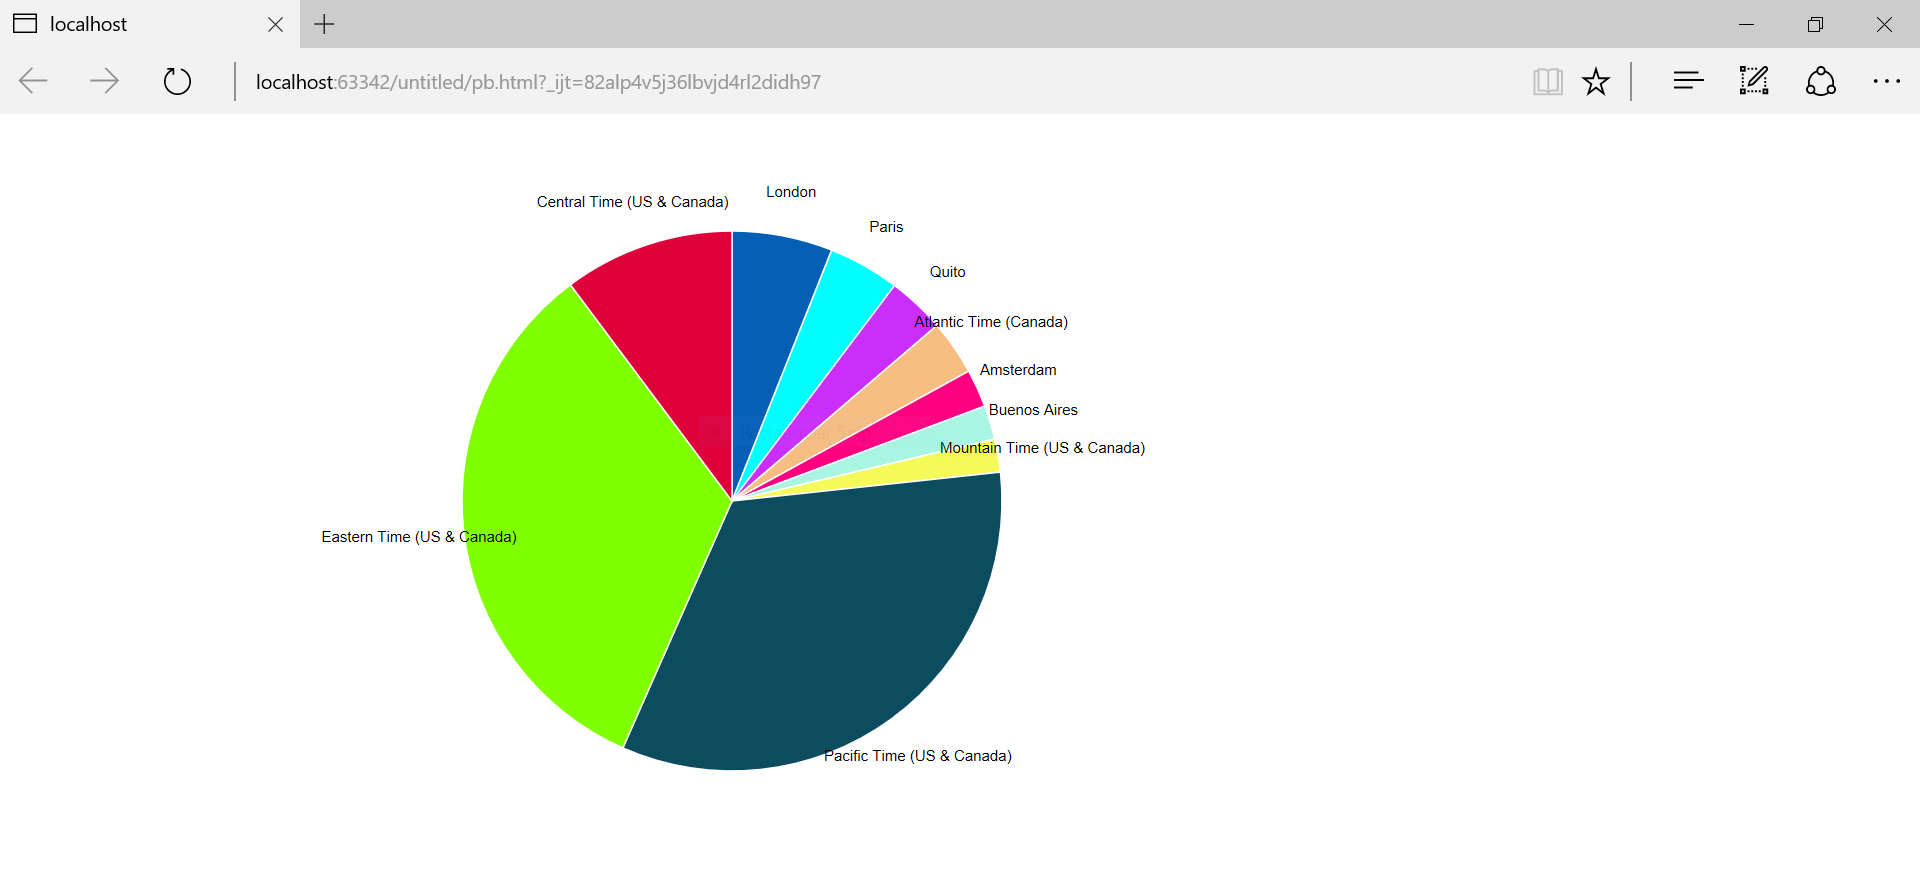 localhost
localhost:63342/untitled/pb.html?_ijt=82alp4v5j36lbvjd4rl2didh97
London
Central Time (US & Canada)
Paris
Quito
Atlantic Time (Canada)
Amsterdam
Buenos Aires
Mountain Time (US & Canada)
Eastern Time (US & Canada)
Pacific Time (US & Canada)